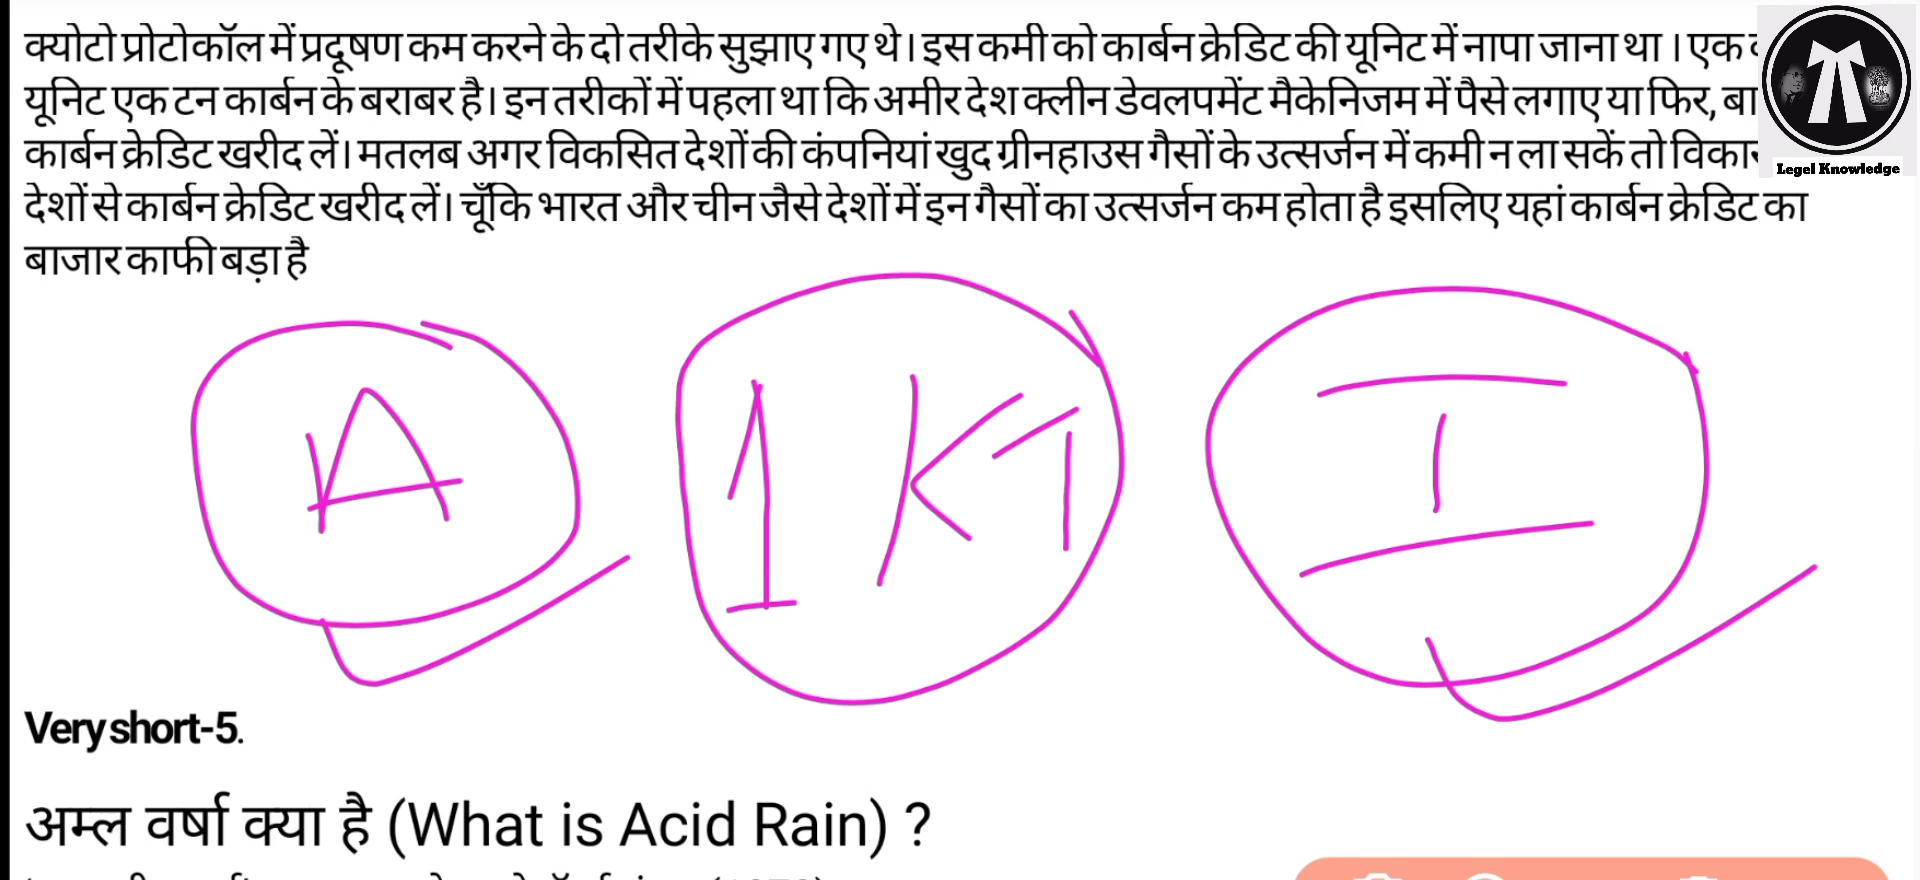 क्योटो प्रोटोकॉल में प्रदूषण कम करने के दो तरीके सुझाए गए थे। इस कमी को कार्बन क्रेडिट की यूनिट में नापा जाना था । एक
यूनिट एक टन कार्बन के बराबर है। इन तरीकों में पहला था कि अमीर देश क्लीन डेवलपमेंट मैकेनिजम में पैसे लगाए या फिर,
कार्बन क्रेडिट खरीद लें। मतलब अगर विकसित देशों की कंपनियां खुद ग्रीनहाउस गैसों के उत्सर्जन में कमी न ला सकें तो
देशों से कार्बन क्रेडिट खरीद लें। चूँकि भारत और चीन जैसे देशों में इन गैसों का उत्सर्जन कम होता है इसलिए यहां कार्बन क्रेडिट का
बाजार काफी बड़ा है
Legel Knowledge
A 1 KT I
Very short-5.
अम्ल वर्षा क्या है (What is Acid Rain) ?